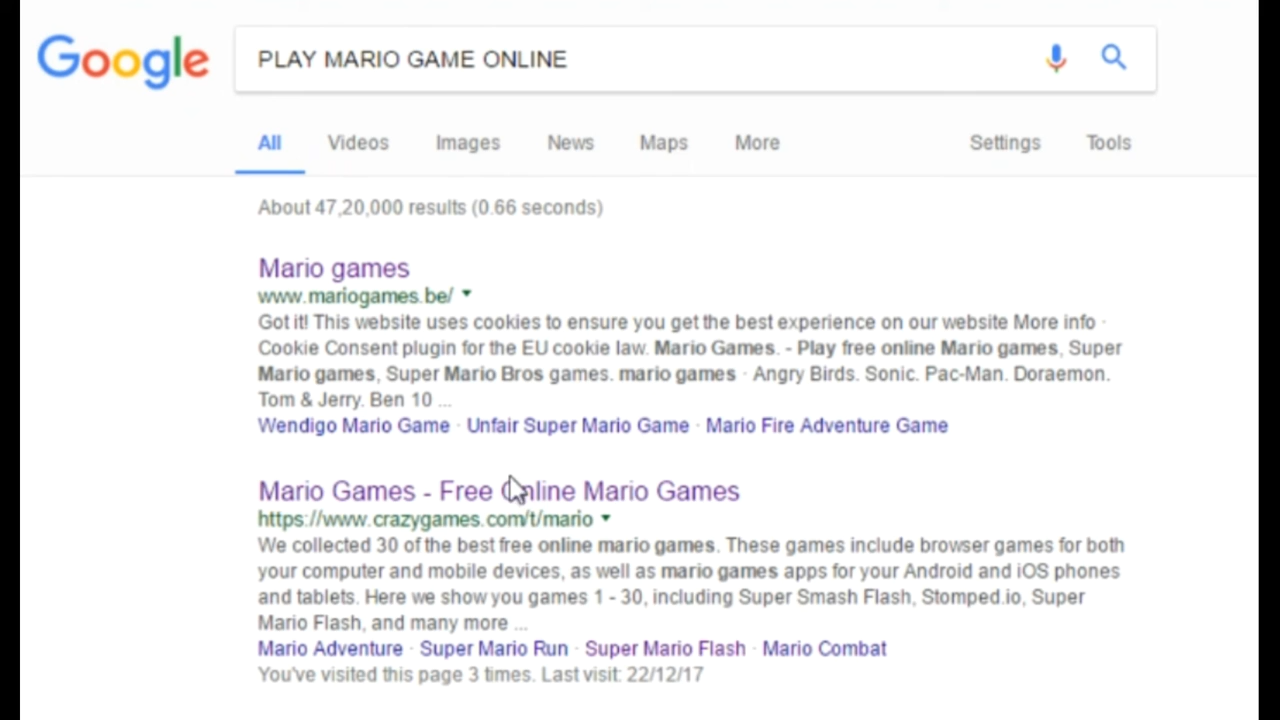 Google
PLAY MARIO GAME ONLINE
All Videos Images News Maps More Settings Tools
About 47,20,000 results (0.66 seconds)
Mario games
www.mariogames.be/
Got it! This website uses cookies to ensure you get the best experience on our website More info ·
Cookie Consent plugin for the EU cookie law. Mario Games. - Play free online Mario games, Super
Mario games, Super Mario Bros games. mario games · Angry Birds. Sonic. Pac-Man. Doraemon.
Tom & Jerry. Ben 10 ...
Wendigo Mario Game · Unfair Super Mario Game · Mario Fire Adventure Game
Mario Games - Free Online Mario Games
https://www.crazygames.com/t/mario
We collected 30 of the best free online mario games. These games include browser games for both
your computer and mobile devices, as well as mario games apps for your Android and iOS phones
and tablets. Here we show you games 1 - 30, including Super Smash Flash, Stomped.io, Super
Mario Flash, and many more ...
Mario Adventure · Super Mario Run · Super Mario Flash · Mario Combat
You've visited this page 3 times. Last visit: 22/12/17